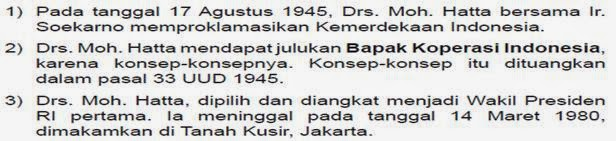 1) Pada tanggal 17 Agustus 1945, Drs. Moh. Hatta bersama Ir.
Soekarno memproklamasikan Kemerdekaan Indonesia.
2) Drs. Moh. Hatta mendapat julukan Bapak Koperasi Indonesia,
karena konsep-konsepnya. Konsep-konsep itu dituangkan
dalam pasal 33 UUD 1945.
3) Drs. Moh. Hatta, dipilih dan diangkat menjadi Wakil Presiden
RI pertama. Ia meninggal pada tanggal 14 Maret 1980,
dimakamkan di Tanah Kusir, Jakarta.